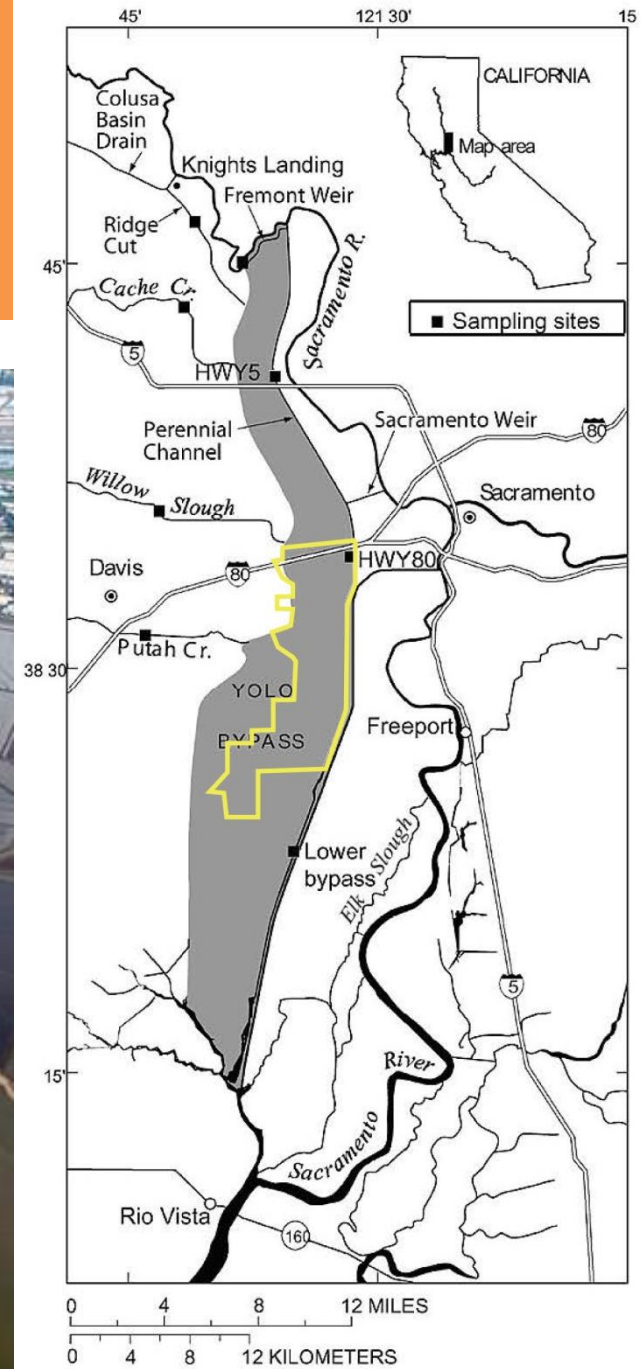 45'
121 30'
15
CALIFORNIA
Map area
Colusa
Basin
Drain
Knights Landing
Fremont Weir
Ridge
Cut
Sacramento R.
45'
Cache Cr.
Sampling sites
5
HWY5
Perennial
Channel
Sacramento Weir
80
Willow Slough
Sacramento
Davis
80
HWY80
Putah Cr.
38 30
YOLO
BYPASS
Freeport
Lower
bypass
Elk Slough
5
15'
Sacramento River
Rio Vista
160
0 4 8 12 MILES
0 4 8 12 KILOMETERS